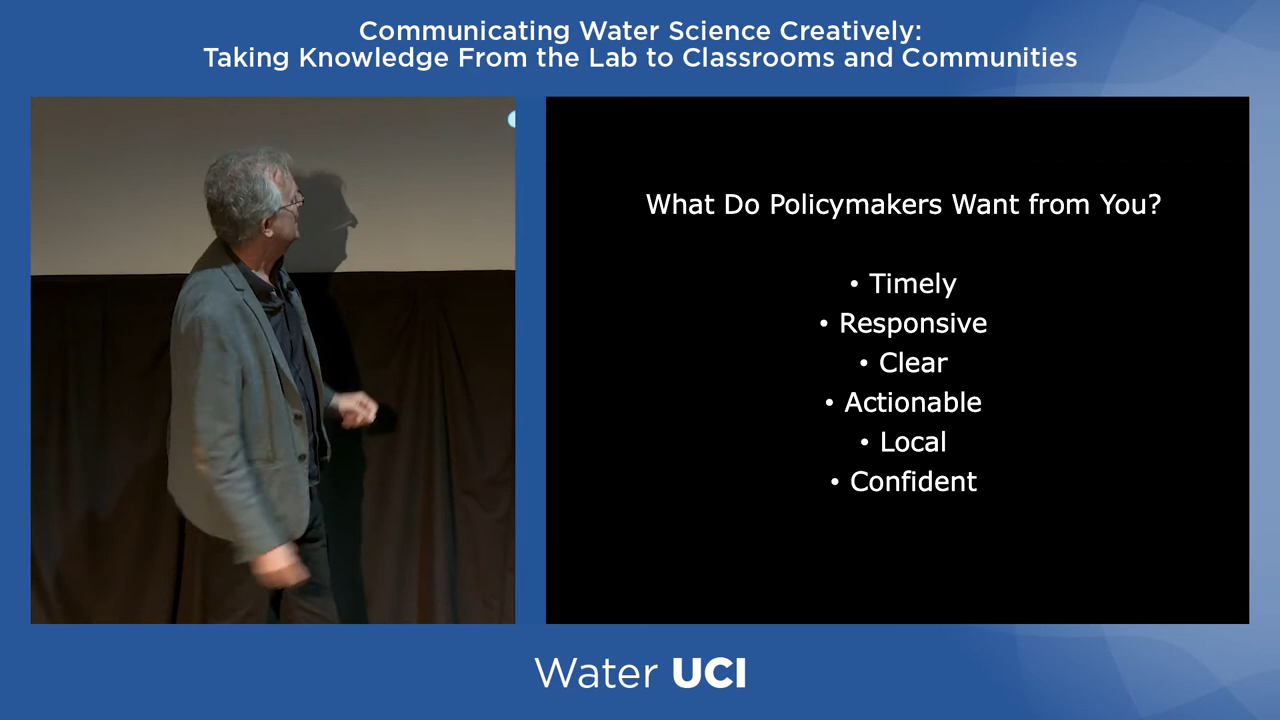 Communicating Water Science Creatively:
Taking Knowledge From the Lab to Classrooms and Communities
What Do Policymakers Want from You?
• Timely
• Responsive
• Clear
• Actionable
• Local
• Confident
Water UCI